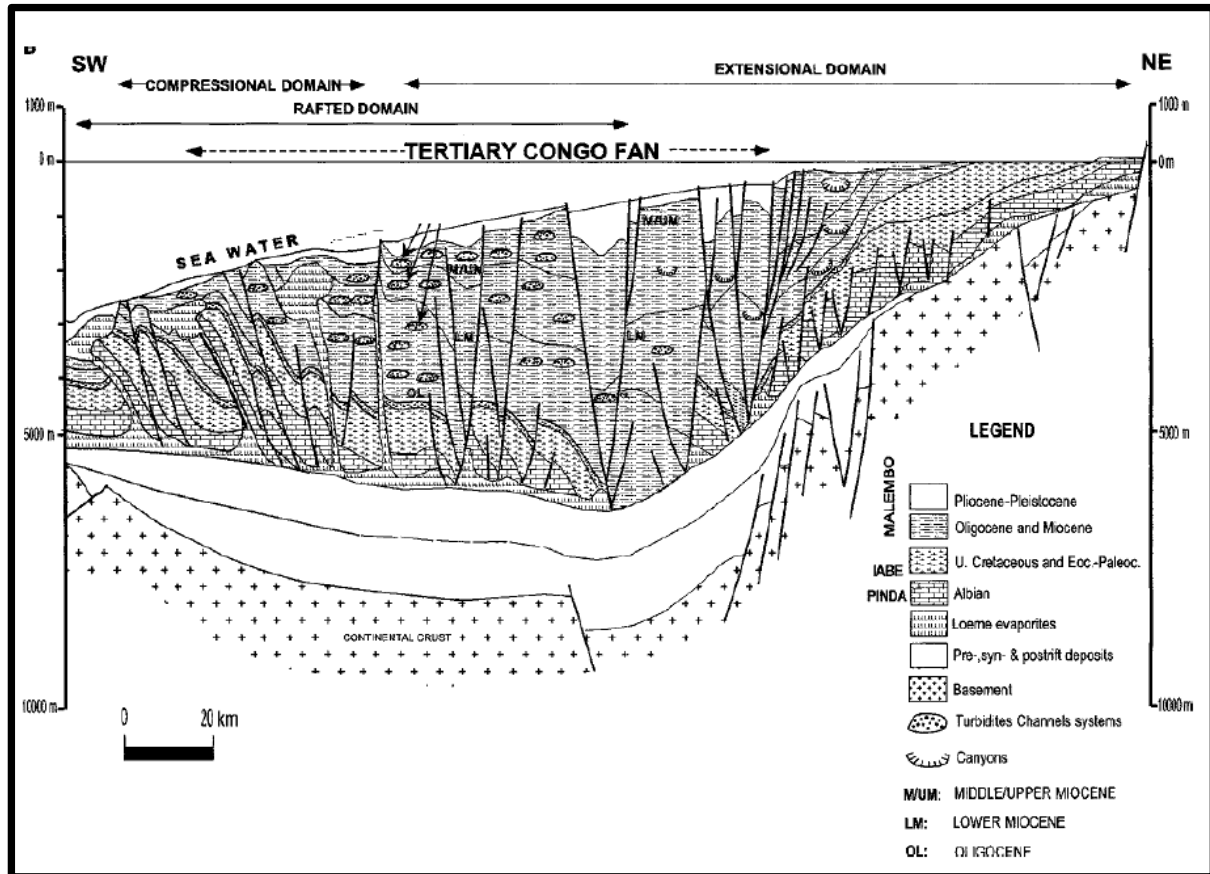 SW
NE
EXTENSIONAL DOMAIN
COMPRESSIONAL DOMAIN
RAFTED DOMAIN
1000 m
1000 m
TERTIARY CONGO FAN
0 m
0 m
M/UM
SEA WATER
M/UM
LM
LM
OL
5000 m
5000 m
LEGEND
MALEMBO
Pliocene-Pleistocene
Oligocene and Miocene
IABE
U. Cretaceous and Eoc.-Paleoc.
PINDA
Albian
Loeme evaporites
Pre-,syn- & postrift deposits
CONTINENTAL CRUST
Basement
10000 m
10000 m
0 20 km
Turbidites Channels systems
Canyons
M/UM: MIDDLE/UPPER MIOCENE
LM: LOWER MIOCENE
OL: OLIGOCENE